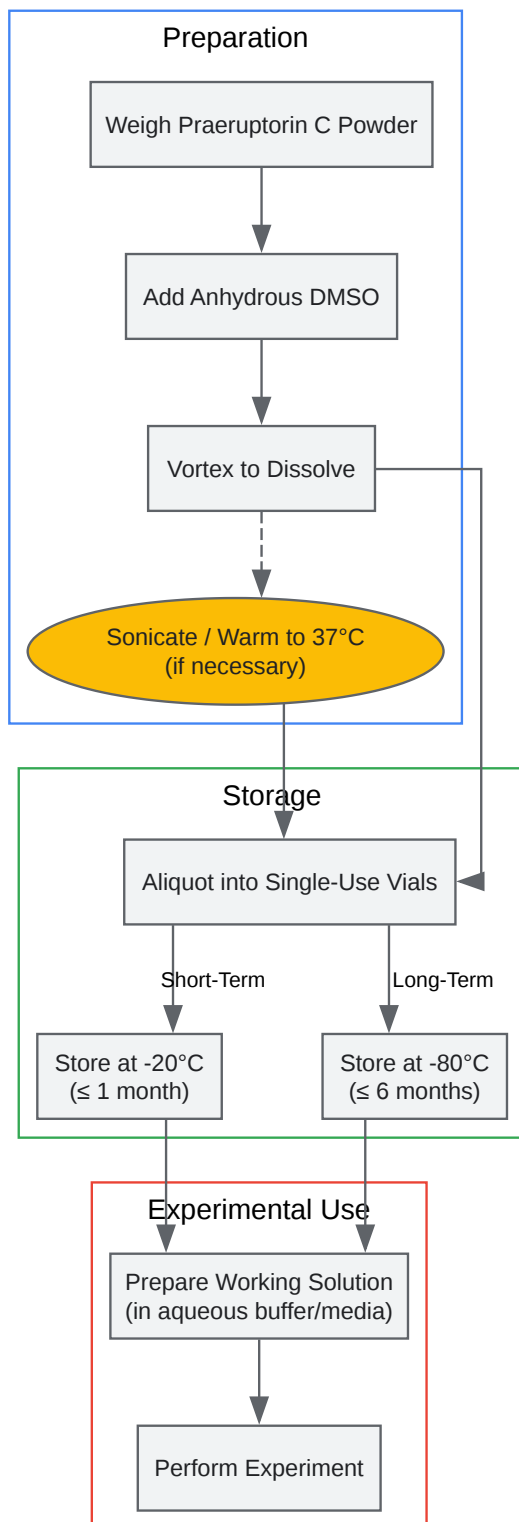 Preparation
Weigh Praeruptorin C Powder
Add Anhydrous DMSO
Vortex to Dissolve
Sonicate / Warm to 37°C
(if necessary)
Storage
Aliquot into Single-Use Vials
Short-Term
Long-Term
Store at -20°C
(≤ 1 month)
Store at -80°C
(≤ 6 months)
Experimental Use
Prepare Working Solution
(in aqueous buffer/media)
Perform Experiment